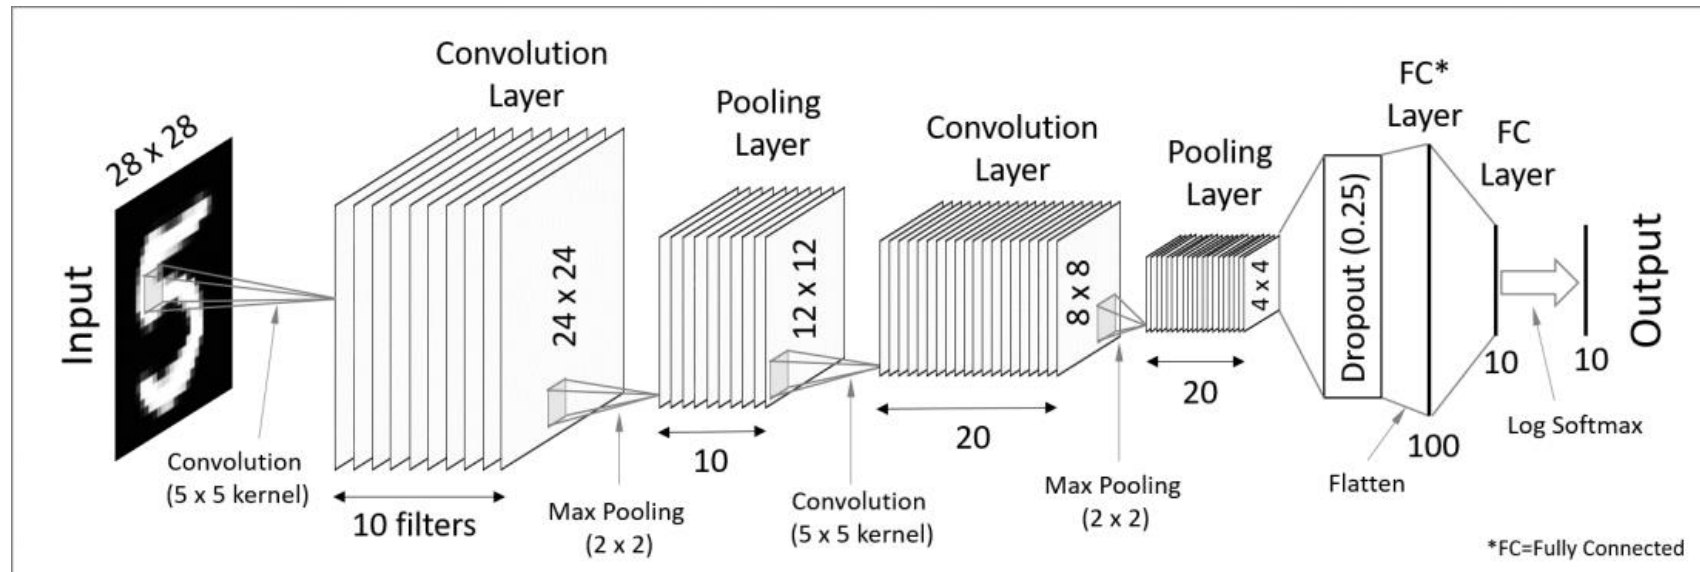 Input
28 x 28
Convolution
(5 x 5 kernel)
Convolution
Layer
24 x 24
10 filters
Max Pooling
(2 x 2)
Pooling
Layer
12 x 12
10
Convolution
(5 x 5 kernel)
Convolution
Layer
8 x 8
20
Max Pooling
(2 x 2)
Pooling
Layer
4 x 4
20
Dropout (0.25)
Flatten
FC*
Layer
100
FC
Layer
10
Log Softmax
10
Output
*FC=Fully Connected